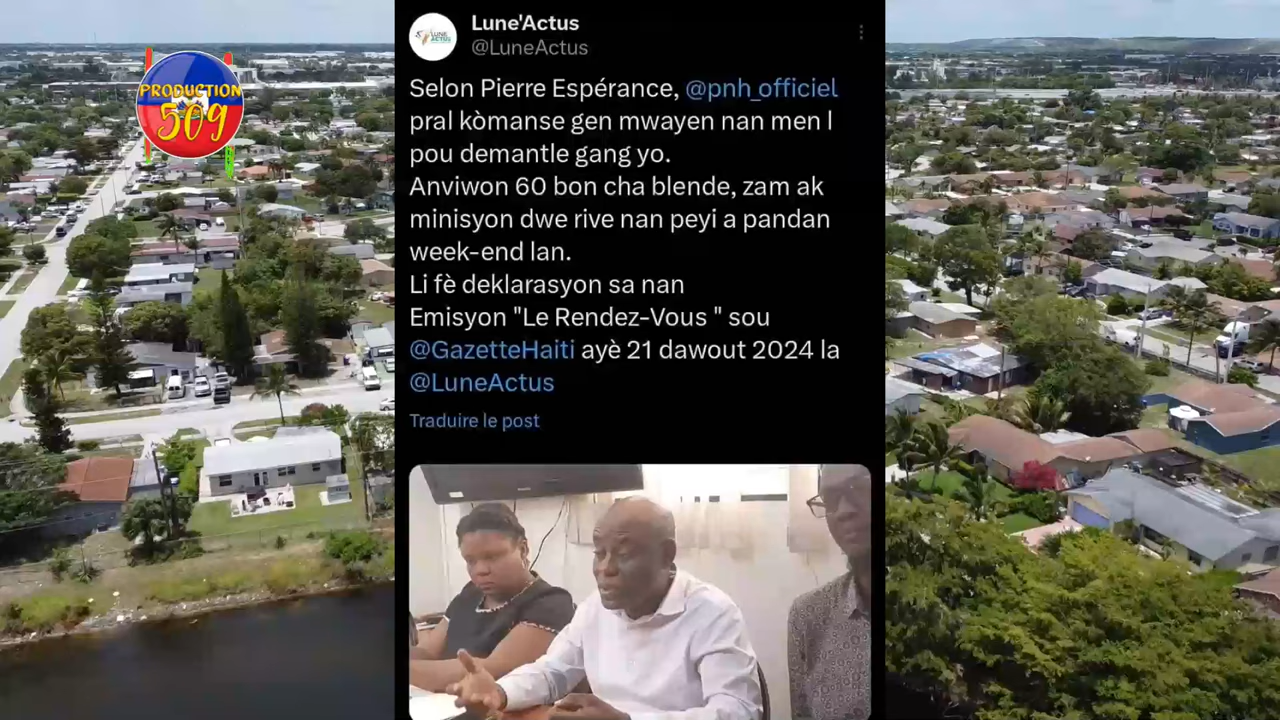 PRODUCTION
509
LUNE
ACTUS
Lune'Actus
@LuneActus
Selon Pierre Espérance, @pnh_officiel
pral kòmanse gen mwayen nan men l
pou demantle gang yo.
Anviwon 60 bon cha blende, zam ak
minisyon dwe rive nan peyi a pandan
week-end lan.
Li fè deklarasyon sa nan
Emisyon "Le Rendez-Vous " sou
@GazetteHaiti ayè 21 dawout 2024 la
@LuneActus
Traduire le post